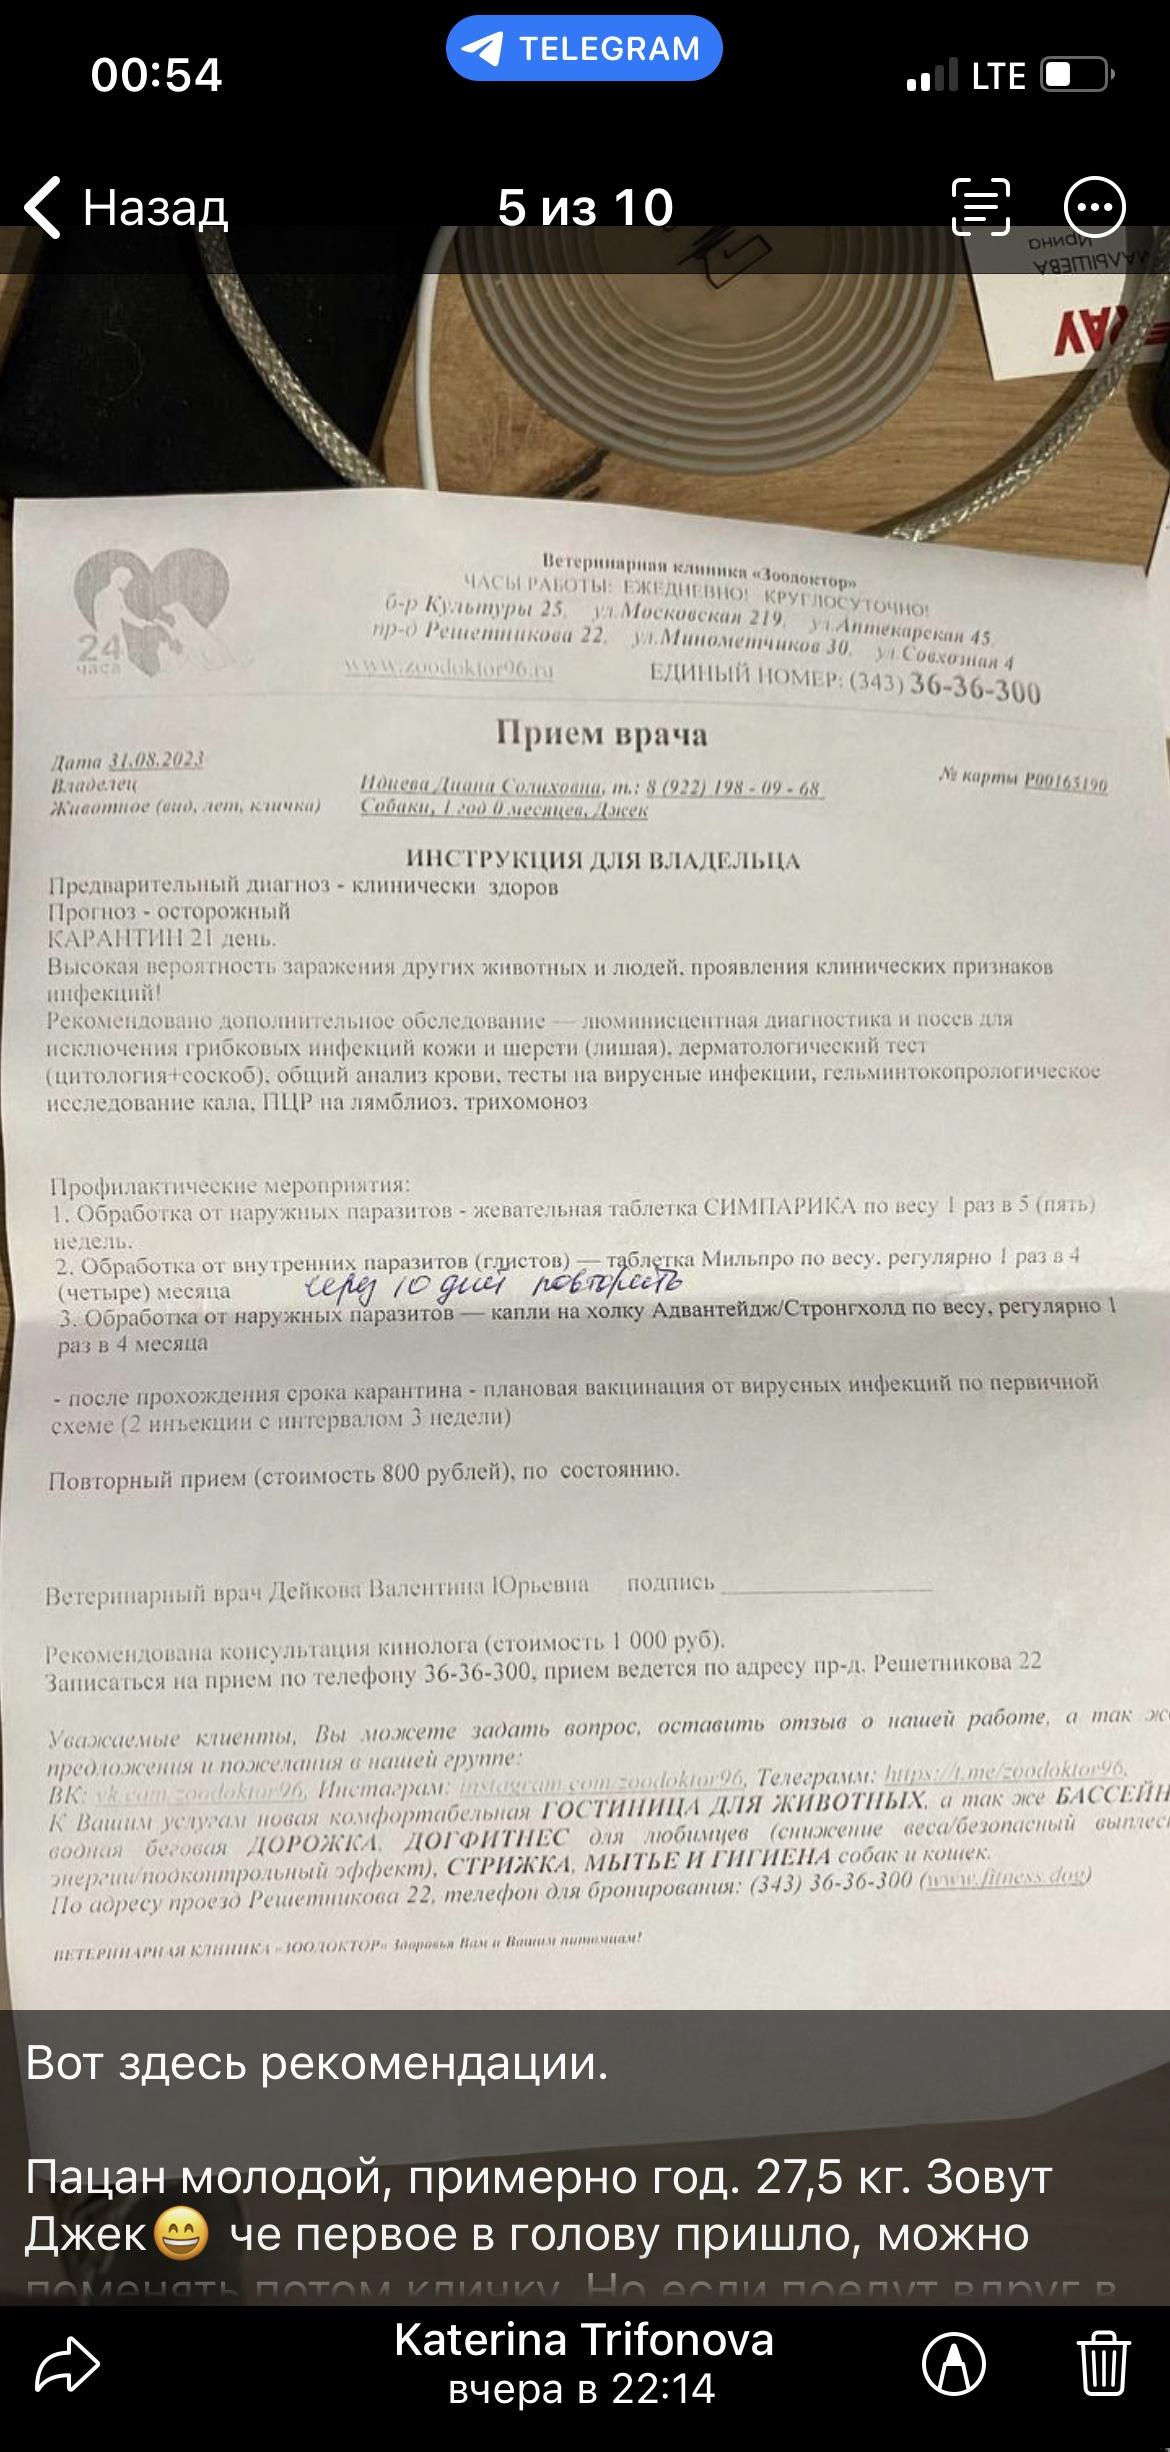 00:54
TELEGRAM
LTE
Назад
5 из 10
Ирина
PAY
24
часа
Ветеринарная клиника «Зоодоктор»
ЧАСЫ РАБОТЫ: ЕЖЕДНЕВНО! КРУГЛОСУТОЧНО!
б-р Культуры 25, ул.Московская 219, ул.Аптекарская 45,
пр-д Решетникова 22, ул.Минометчиков 30, ул.Совхозная 4
www.zoodoktor96.ru ЕДИНЫЙ НОМЕР: (343) 36-36-300
Прием врача
Дата 31.08.2023
Владелец Идиева Диана Солиховна, т.: 8 (922) 198 - 09 - 68 № карты Р00165190
Животное (вид, лет, кличка) Собаки, 1 год 0 месяцев, Джек
ИНСТРУКЦИЯ ДЛЯ ВЛАДЕЛЬЦА
Предварительный диагноз - клинически здоров
Прогноз - осторожный
КАРАНТИН 21 день.
Высокая вероятность заражения других животных и людей, проявления клинических признаков
инфекций!
Рекомендовано дополнительное обследование — люминисцентная диагностика и посев для
исключения грибковых инфекций кожи и шерсти (лишая), дерматологический тест
(цитология+соскоб), общий анализ крови, тесты на вирусные инфекции, гельминтокопрологическое
исследование кала, ПЦР на лямблиоз, трихомоноз
Профилактические мероприятия:
1. Обработка от наружных паразитов - жевательная таблетка СИМПАРИКА по весу 1 раз в 5 (пять)
недель.
2. Обработка от внутренних паразитов (глистов) — таблетка Мильпро по весу, регулярно 1 раз в 4
(четыре) месяца через 10 дней повторить
3. Обработка от наружных паразитов — капли на холку Адвантейдж/Стронгхолд по весу, регулярно 1
раз в 4 месяца
- после прохождения срока карантина - плановая вакцинация от вирусных инфекций по первичной
схеме (2 инъекции с интервалом 3 недели)
Повторный прием (стоимость 800 рублей), по состоянию.
Ветеринарный врач Дейкова Валентина Юрьевна подпись
Рекомендована консультация кинолога (стоимость 1 000 руб).
Записаться на прием по телефону 36-36-300, прием ведется по адресу пр-д. Решетникова 22
Уважаемые клиенты, Вы можете задать вопрос, оставить отзыв о нашей работе, а так же
предложения и пожелания в нашей группе:
ВК: vk.com/zoodoktor96, Инстаграм: instagram.com/zoodoktor96, Телеграмм: https://t.me/zoodoktor96.
К Вашим услугам новая комфортабельная ГОСТИНИЦА ДЛЯ ЖИВОТНЫХ, а так же БАССЕЙН
водная беговая ДОРОЖКА, ДОГФИТНЕС для любимцев (снижение веса/безопасный выплеск
энергии/подконтрольный эффект), СТРИЖКА, МЫТЬЕ И ГИГИЕНА собак и кошек.
По адресу проезд Решетникова 22, телефон для бронирования: (343) 36-36-300 (www.fitness.dog)
ВЕТЕРИНАРНАЯ КЛИНИКА «ЗООДОКТОР» Здоровья Вам и Вашим питомцам!
Вот здесь рекомендации.
Пацан молодой, примерно год. 27,5 кг. Зовут
Джек😄 че первое в голову пришло, можно
поменять потом кличку. Но если поедут вдруг в
Katerina Trifonova
вчера в 22:14